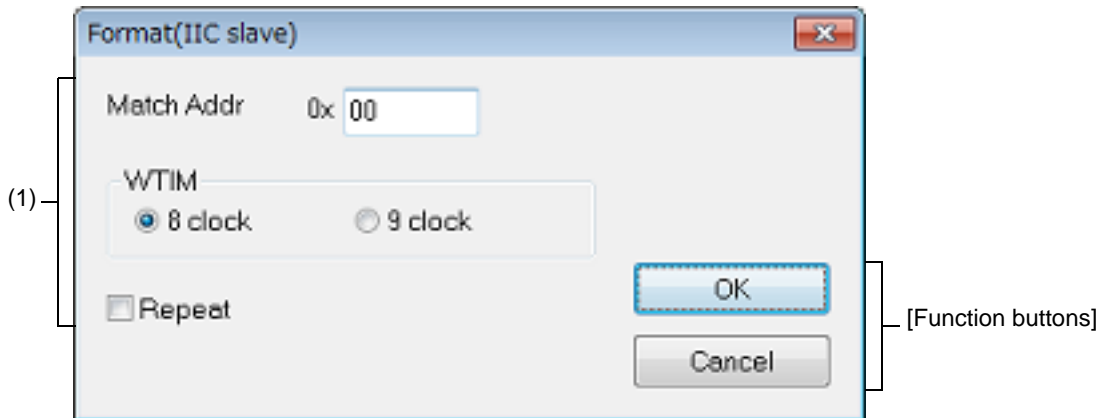 Format(IIC slave)
Match Addr 0x 00
(1)
WTIM
8 clock 9 clock
Repeat
OK
[Function buttons]
Cancel